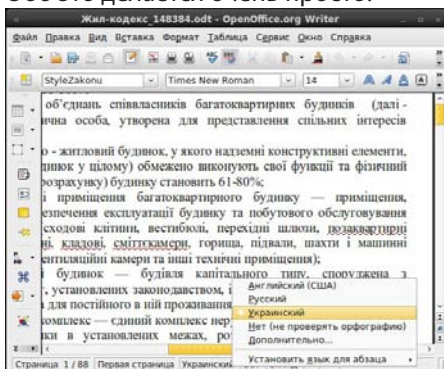 Жил-кодекс_148384.odt - OpenOffice.org Writer
Файл Правка Вид Вставка Формат Таблица Сервис Окно Справка
StyleZakonu Times New Roman 14
об’єднань співвласників багатоквартирних будинків (далі -
ична особа, утворена для представлення спільних інтересів
о - житловий будинок, у якого надземні конструктивні елементи,
динок у цілому) обмежено виконують свої функції та фізичний
розрахунку) будинку становить 61-80%;
і приміщення багатоквартирного будинку — приміщення,
езпечення експлуатації будинку та побутового обслуговування
сходові клітини, вестибюлі, перехідні шлюзи, позаквартирні
ні, кладові, сміттєкамери, горища, підвали, шахти і машинні
ентиляційні камери та інші технічні приміщення);
будинок — будівля капітального типу, споруджена з
, установлених законодавством, і
а для постійного в ній проживання
комплекс — єдиний комплекс нер
ки в установлених межах, роз
Английский (США)
Русский
Украинский
Нет (не проверять орфографию)
Дополнительно...
Установить язык для абзаца
Страница 1 / 88 Первая страница Украинский